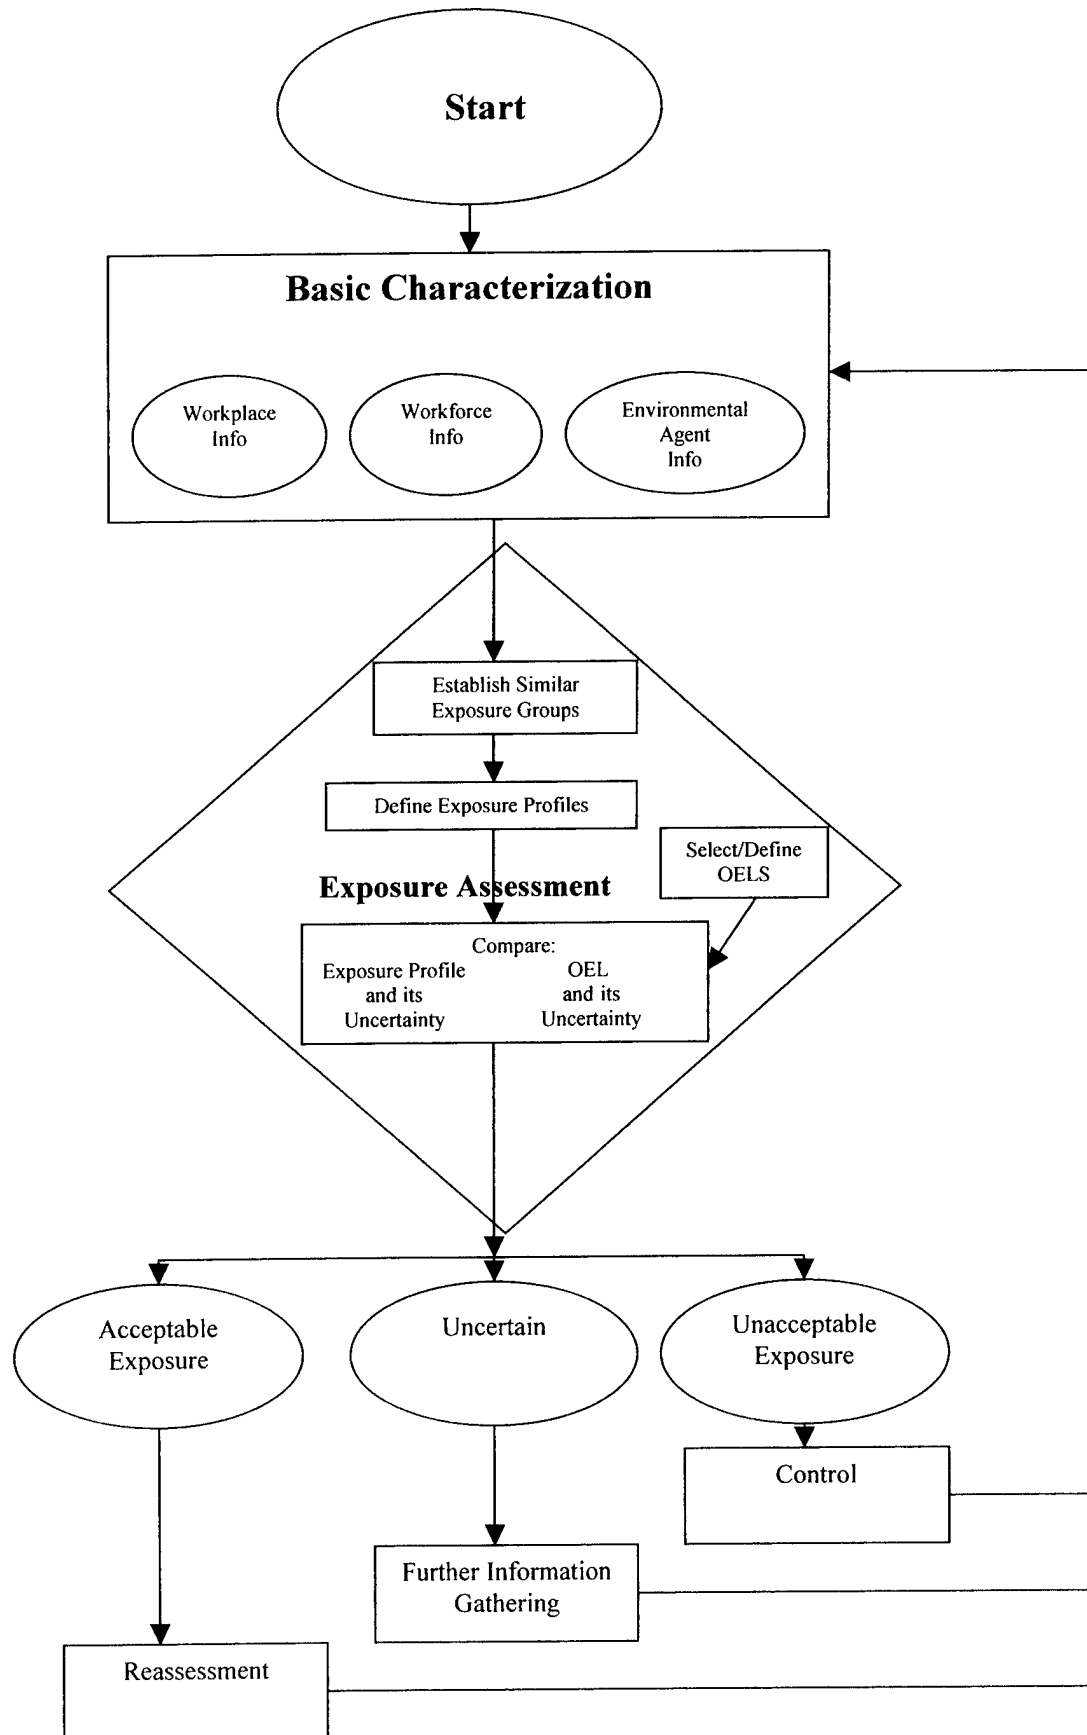 Start
Basic Characterization
Workplace
Info
Workforce
Info
Environmental
Agent
Info
Establish Similar
Exposure Groups
Define Exposure Profiles
Select/Define
OELS
Exposure Assessment
Compare:
Exposure Profile
and its
Uncertainty
OEL
and its
Uncertainty
Acceptable
Exposure
Uncertain
Unacceptable
Exposure
Control
Further Information
Gathering
Reassessment